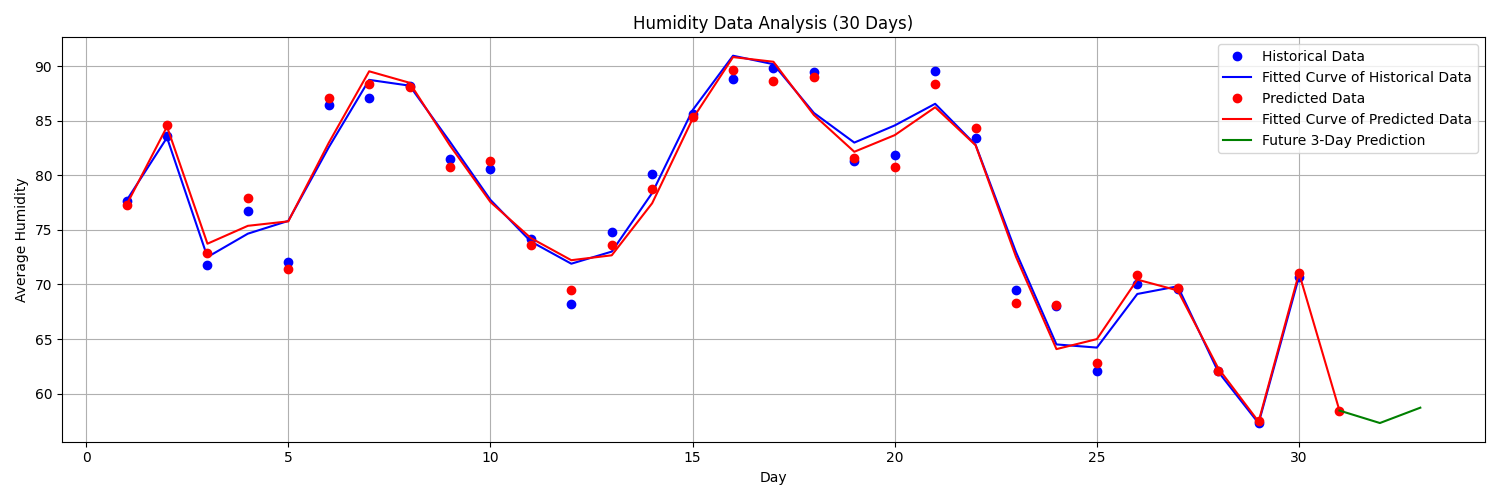 Humidity Data Analysis (30 Days)
Historical Data
Fitted Curve of Historical Data
Predicted Data
Fitted Curve of Predicted Data
Future 3-Day Prediction
Average Humidity
90
85
80
75
70
65
60
0 5 10 15 20 25 30
Day